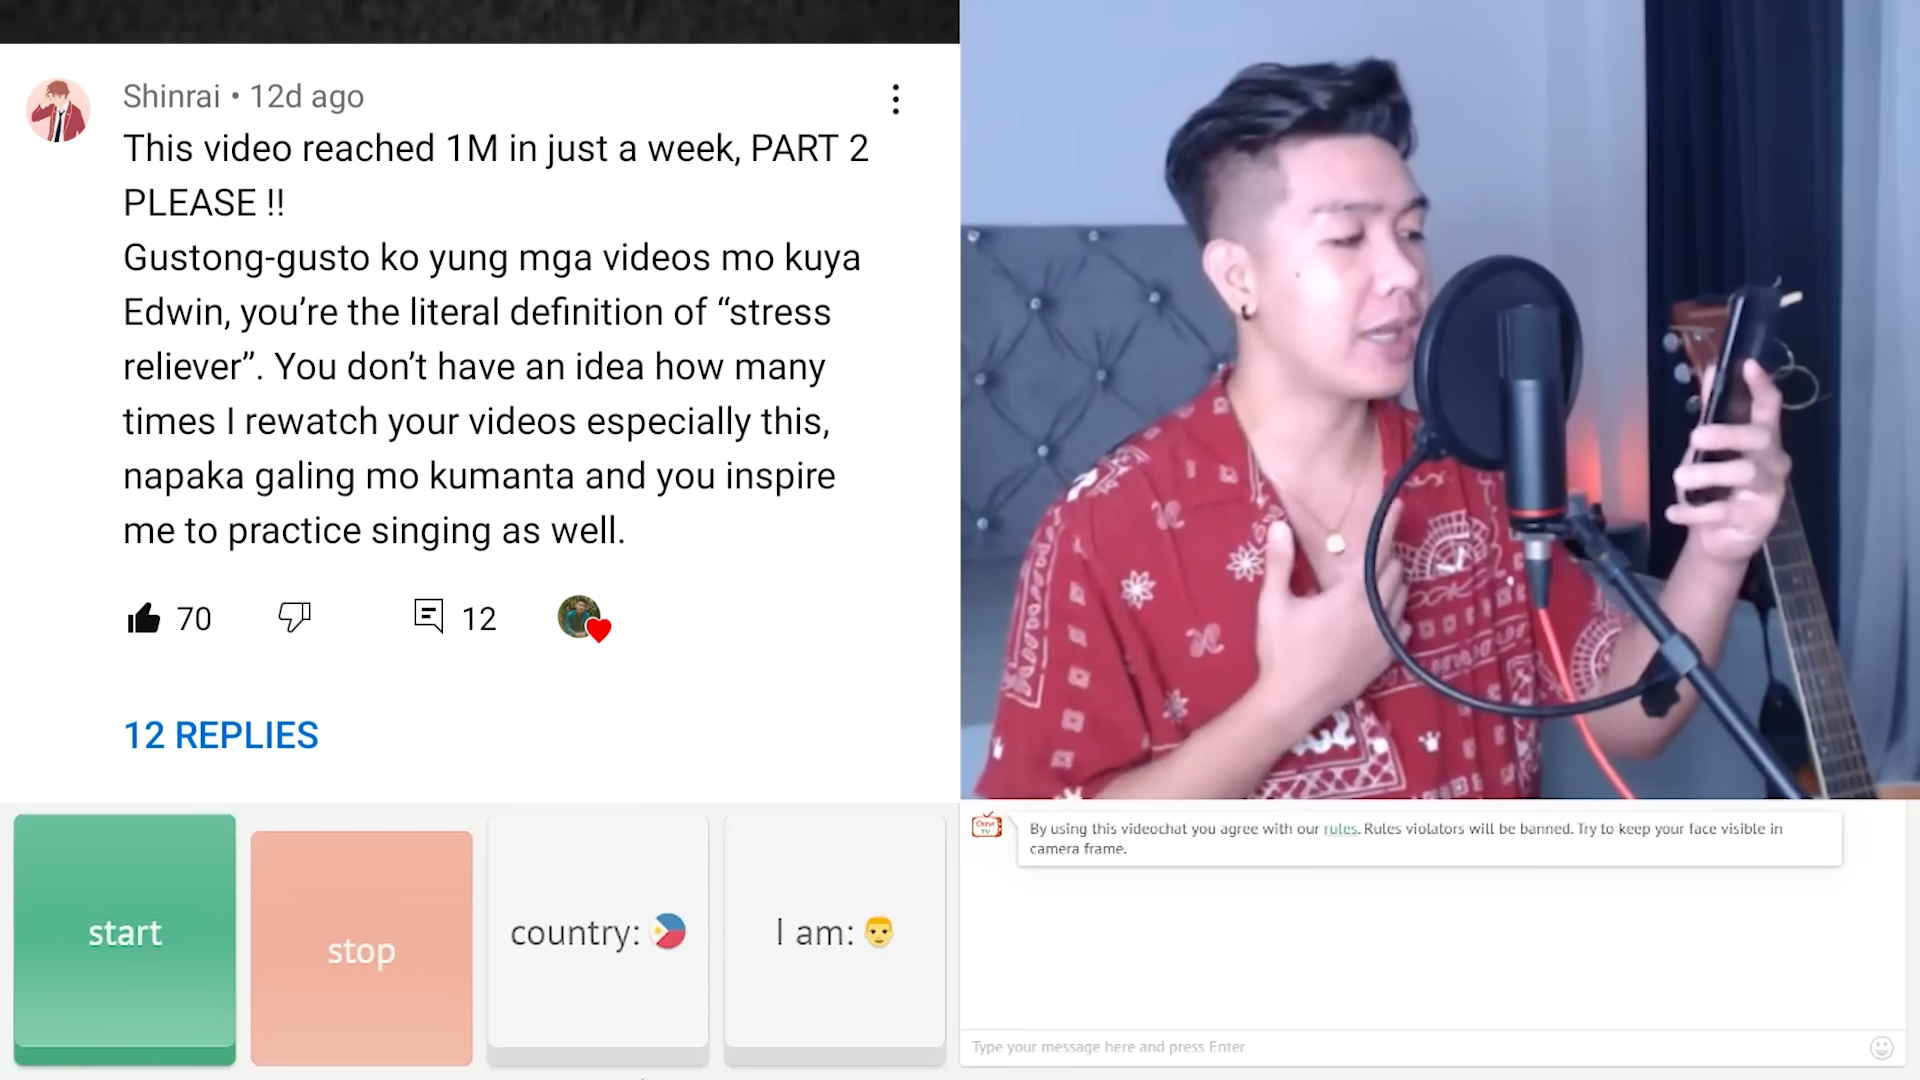 Shinrai • 12d ago
This video reached 1M in just a week, PART 2
PLEASE !!
Gustong-gusto ko yung mga videos mo kuya
Edwin, you’re the literal definition of “stress
reliever”. You don’t have an idea how many
times I rewatch your videos especially this,
napaka galing mo kumanta and you inspire
me to practice singing as well.
70
12
12 REPLIES
start
stop
country:
I am:
Ome
TV
By using this videochat you agree with our rules. Rules violators will be banned. Try to keep your face visible in
camera frame.
Type your message here and press Enter